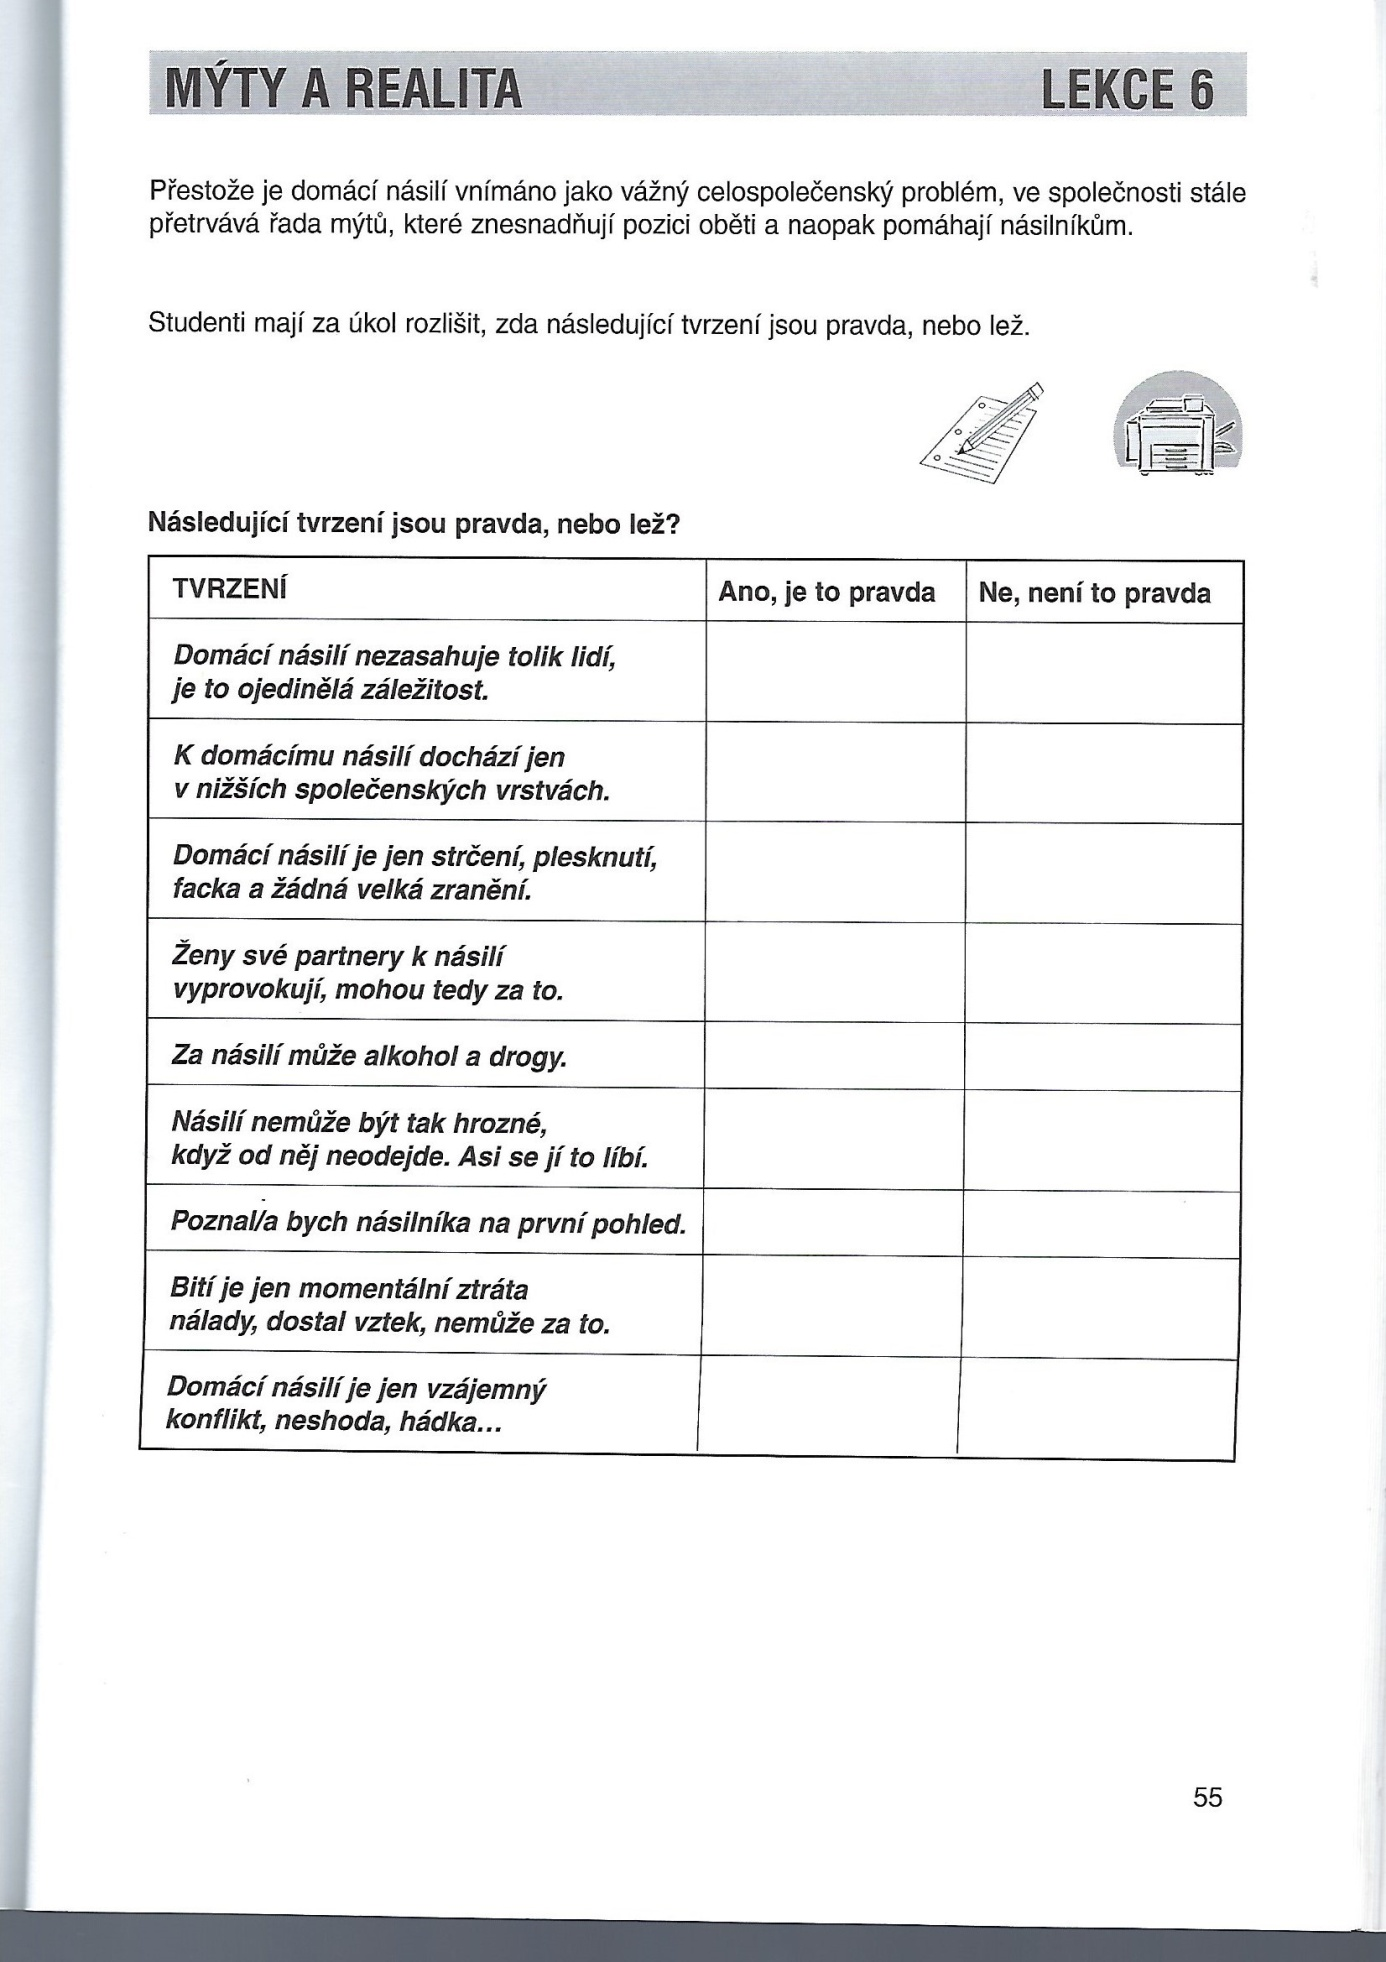 MÝTY A REALITA LEKCE 6
Přestože je domácí násilí vnímáno jako vážný celospolečenský problém, ve společnosti stále
přetrvává řada mýtů, které znesnadňují pozici oběti a naopak pomáhají násilníkům.
Studenti mají za úkol rozlišit, zda následující tvrzení jsou pravda, nebo lež.
Následující tvrzení jsou pravda, nebo lež?
TVRZENÍ Ano, je to pravda Ne, není to pravda
Domácí násilí nezasahuje tolik lidí,
je to ojedinělá záležitost.
K domácímu násilí dochází jen
v nižších společenských vrstvách.
Domácí násilí je jen strčení, plesknutí,
facka a žádná velká zranění.
Ženy své partnery k násilí
vyprovokují, mohou tedy za to.
Za násilí může alkohol a drogy.
Násilí nemůže být tak hrozné,
když od něj neodejde. Asi se jí to líbí.
Poznal/a bych násilníka na první pohled.
Bití je jen momentální ztráta
nálady, dostal vztek, nemůže za to.
Domácí násilí je jen vzájemný
konflikt, neshoda, hádka...
55